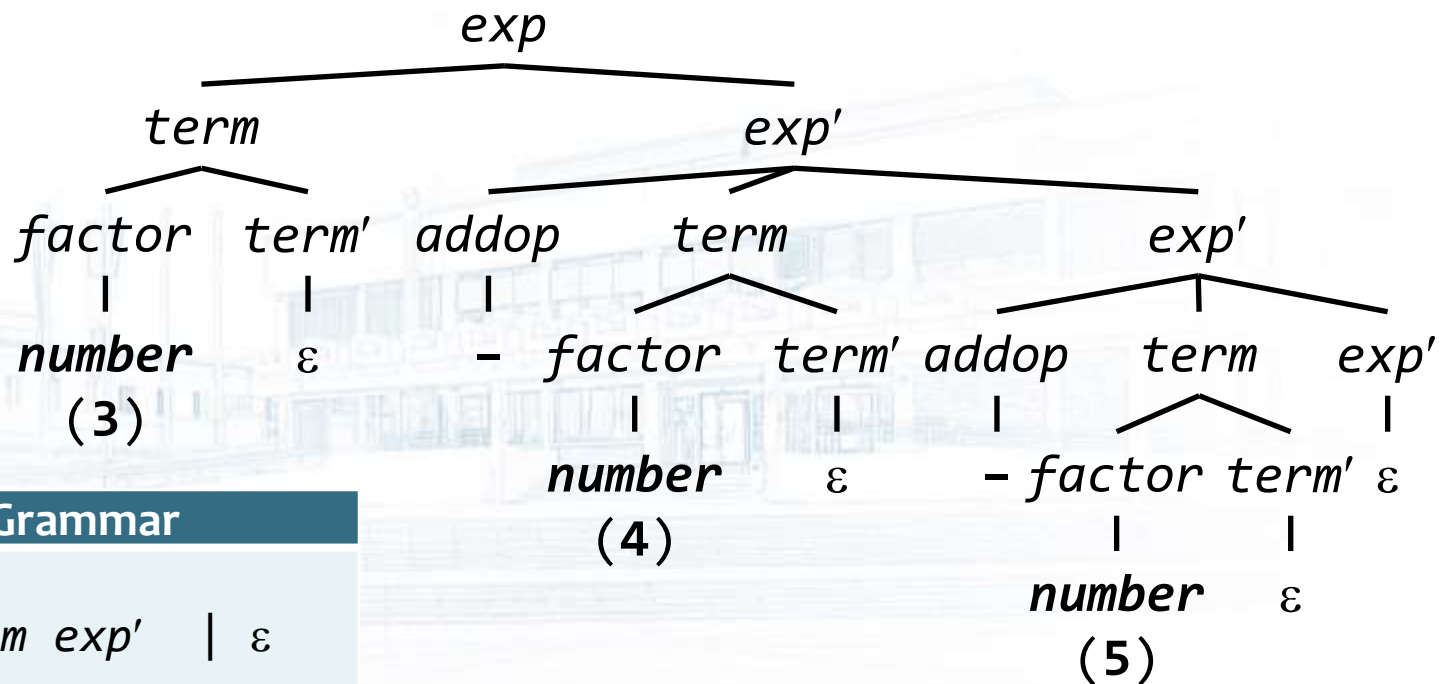 exp
term exp′
factor term′ addop term exp′
number ε – factor term′ addop term exp′
(3)
number ε – factor term′ ε
(4)
number ε
(5)
Grammar
exp′ | ε